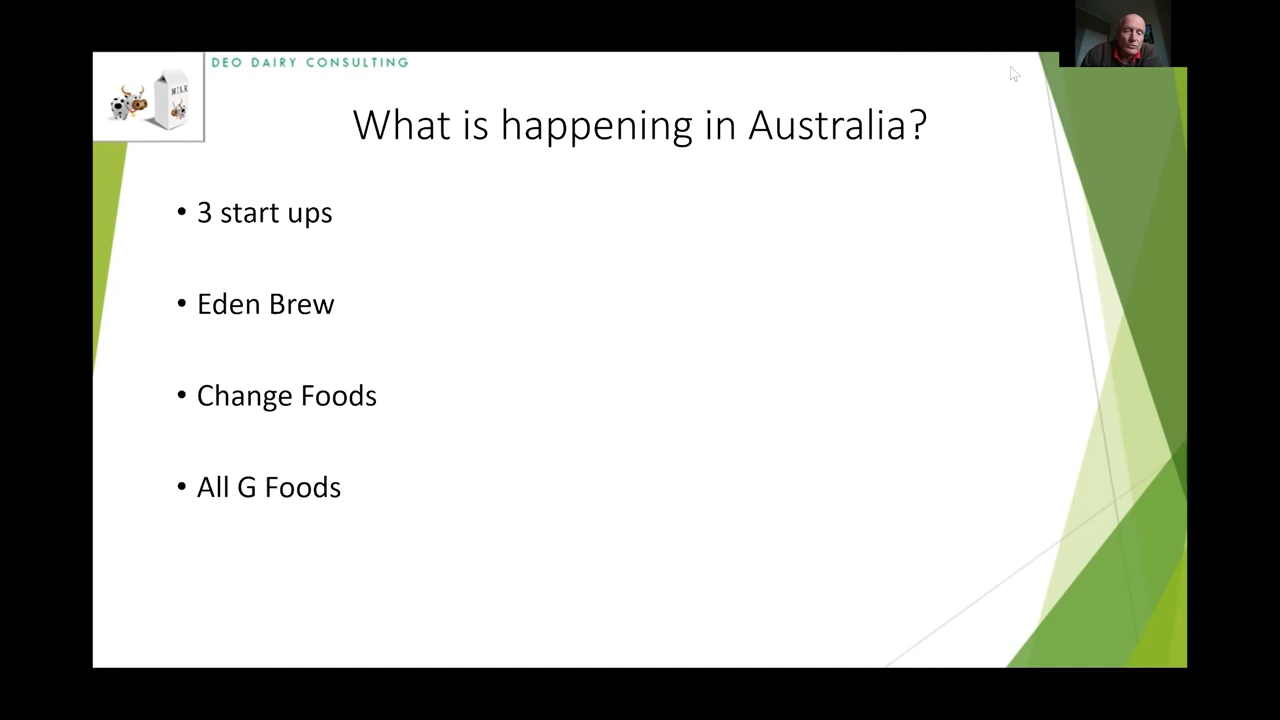 DEO DAIRY CONSULTING
MILK
What is happening in Australia?
• 3 start ups
• Eden Brew
• Change Foods
• All G Foods